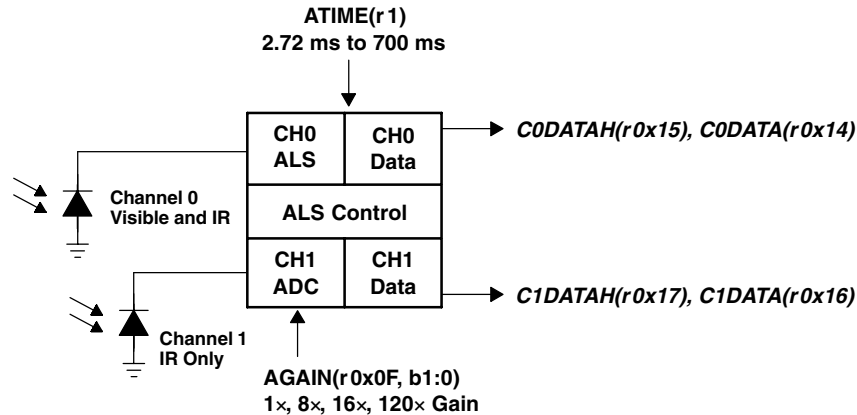 ATIME(r1)
2.72 ms to 700 ms
CH0
ALS
CH0
Data
C0DATAH(r0x15), C0DATA(r0x14)
Channel 0
Visible and IR
ALS Control
CH1
ADC
CH1
Data
C1DATAH(r0x17), C1DATA(r0x16)
Channel 1
IR Only
AGAIN(r0x0F, b1:0)
1×, 8×, 16×, 120× Gain